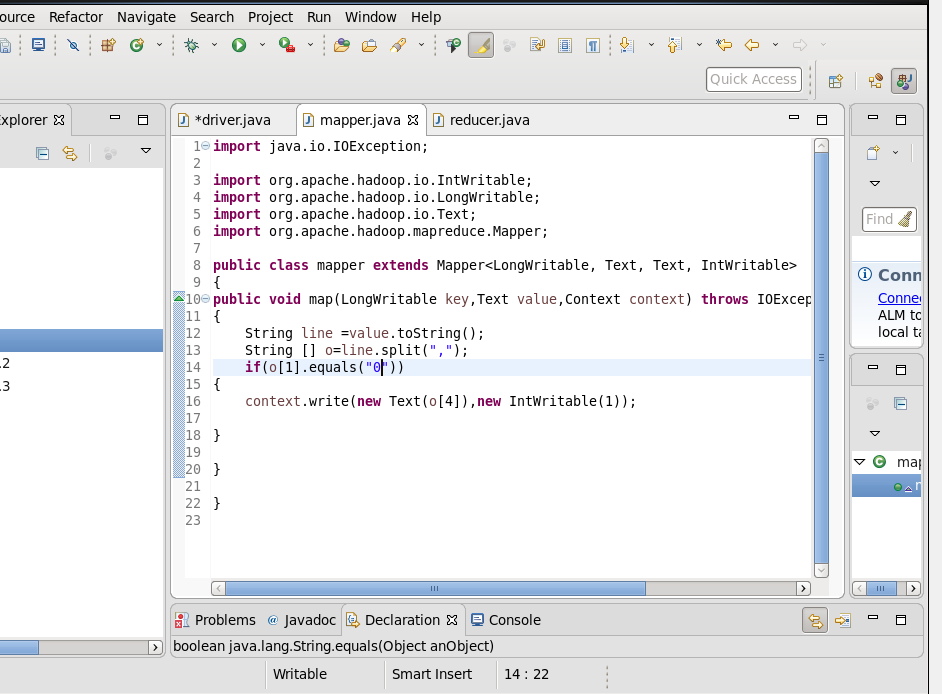 ource Refactor Navigate Search Project Run Window Help
Quick Access
xplorer
*driver.java mapper.java reducer.java
1 import java.io.IOException;
2
3 import org.apache.hadoop.io.IntWritable;
4 import org.apache.hadoop.io.LongWritable;
5 import org.apache.hadoop.io.Text;
6 import org.apache.hadoop.mapreduce.Mapper;
7
8 public class mapper extends Mapper<LongWritable, Text, Text, IntWritable>
9 {
10 public void map(LongWritable key,Text value,Context context) throws IOExcep
11 {
12 String line =value.toString();
13 String [] o=line.split(",");
14 if(o[1].equals("0"))
15 {
16 context.write(new Text(o[4]),new IntWritable(1));
17
18 }
19
20 }
21
22 }
23
.2
.3
Find
Conn
Connec
ALM to
local ta
map
Problems @ Javadoc Declaration Console
boolean java.lang.String.equals(Object anObject)
Writable Smart Insert 14 : 22